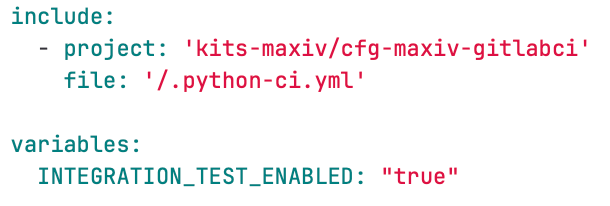 include:
  - project: 'kits-maxiv/cfg-maxiv-gitlabci'
    file: '/.python-ci.yml'

variables:
  INTEGRATION_TEST_ENABLED: "true"